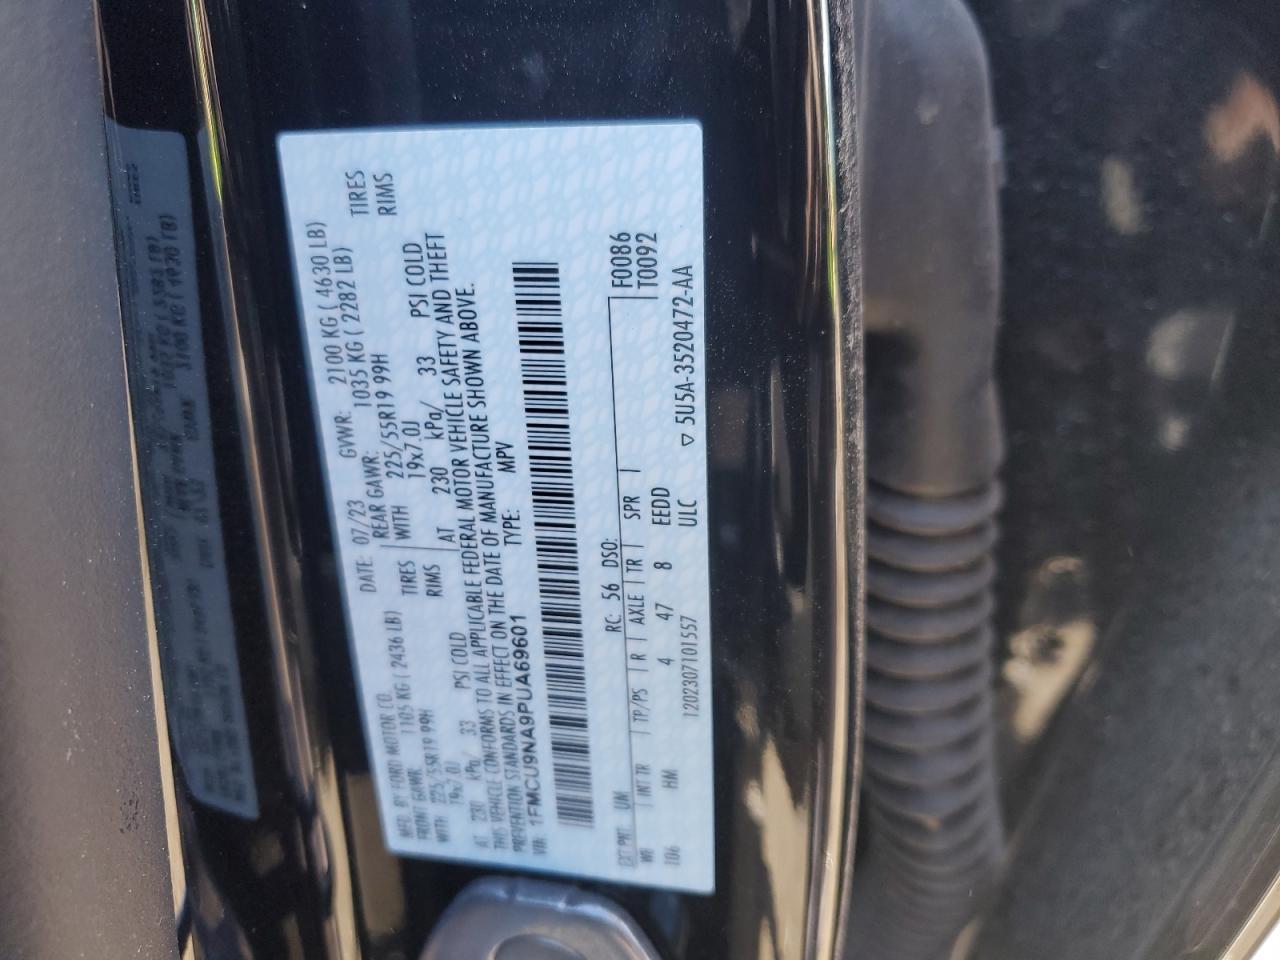 MFD. BY FORD MOTOR CO. DATE: 07/23 GVWR: 2100 KG ( 4630 LB)
FRONT GAWR: 1105 KG ( 2436 LB) REAR GAWR: 1035 KG ( 2282 LB)
WITH 225/55R19 99H TIRES WITH 225/55R19 99H TIRES
19x7.0J RIMS 19x7.0J RIMS
AT 230 kPa/ 33 PSI COLD AT 230 kPa/ 33 PSI COLD
THIS VEHICLE CONFORMS TO ALL APPLICABLE FEDERAL MOTOR VEHICLE SAFETY AND THEFT
PREVENTION STANDARDS IN EFFECT ON THE DATE OF MANUFACTURE SHOWN ABOVE.
VIN: 1FMCU9NA9PUA69601 TYPE: MPV
EXT PNT: UM RC: 56 DSO: F0086
WB INT TR TP/PS R AXLE TR SPR T0092
106 HM 4 47 8 EEDD
120230710155​7 ULC ▽ 5U5A-3520472-AA